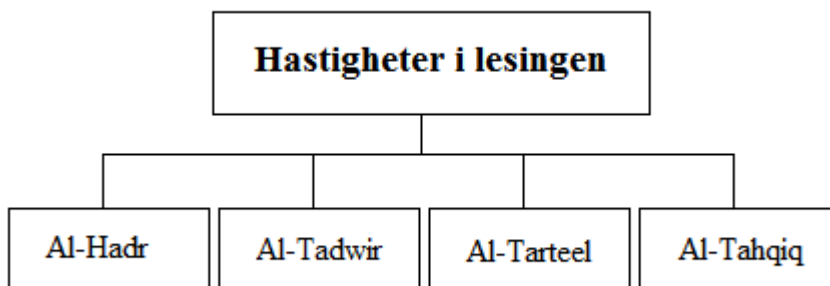 Hastigheter i lesingen
Al-Hadr
Al-Tadwir
Al-Tarteel
Al-Tahqiq